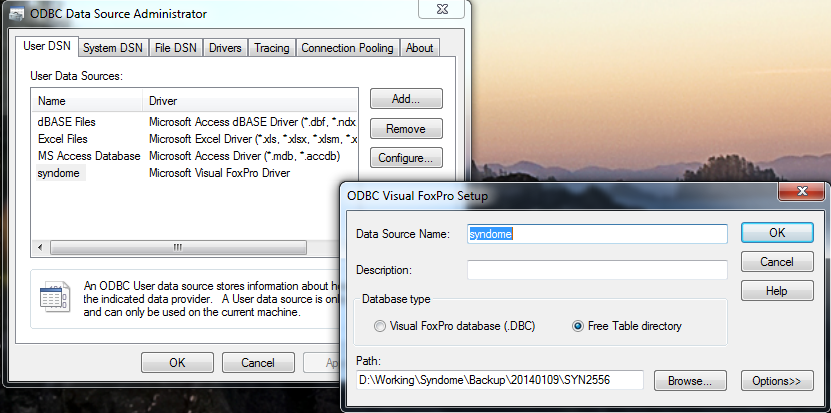 ODBC Data Source Administrator
User DSN System DSN File DSN Drivers Tracing Connection Pooling About
User Data Sources:
Name Driver
dBASE Files Microsoft Access dBASE Driver (*.dbf, *.ndx
Excel Files Microsoft Excel Driver (*.xls, *.xlsx, *.xlsm, *.x
MS Access Database Microsoft Access Driver (*.mdb, *.accdb)
syndome Microsoft Visual FoxPro Driver
Add...
Remove
Configure...
An ODBC User data source stores information about h
the indicated data provider. A User data source is onl
and can only be used on the current machine.
OK Cancel Ap
ODBC Visual FoxPro Setup
Data Source Name: syndome OK
Cancel
Description:
Help
Database type
Visual FoxPro database (.DBC) Free Table directory
Path:
D:\Working\Syndome\Backup\20140109\SYN2556 Browse... Options>>